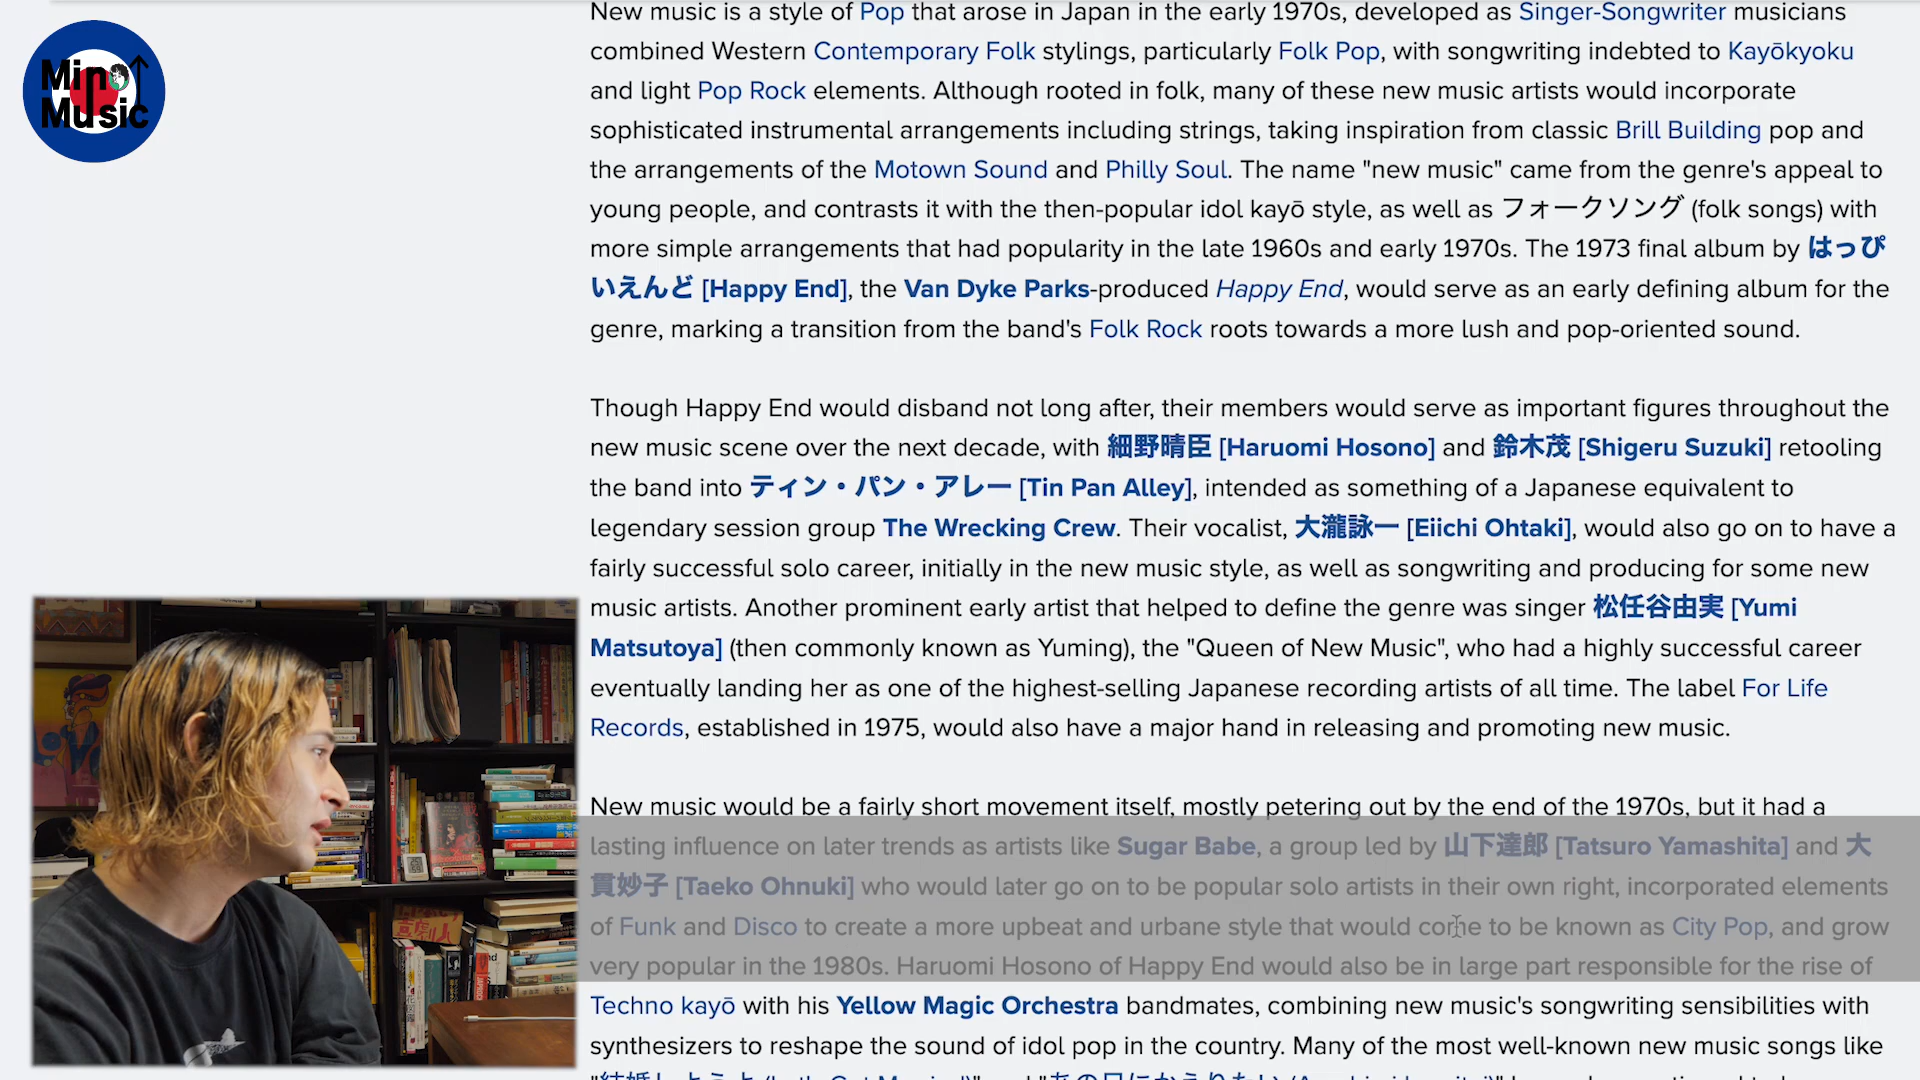 Mino Music
New music is a style of Pop that arose in Japan in the early 1970s, developed as Singer-Songwriter musicians
combined Western Contemporary Folk stylings, particularly Folk Pop, with songwriting indebted to Kayōkyoku
and light Pop Rock elements. Although rooted in folk, many of these new music artists would incorporate
sophisticated instrumental arrangements including strings, taking inspiration from classic Brill Building pop and
the arrangements of the Motown Sound and Philly Soul. The name "new music" came from the genre's appeal to
young people, and contrasts it with the then-popular idol kayō style, as well as フォークソング (folk songs) with
more simple arrangements that had popularity in the late 1960s and early 1970s. The 1973 final album by はっぴ
いえんど [Happy End], the Van Dyke Parks-produced Happy End, would serve as an early defining album for the
genre, marking a transition from the band's Folk Rock roots towards a more lush and pop-oriented sound.
Though Happy End would disband not long after, their members would serve as important figures throughout the
new music scene over the next decade, with 細野晴臣 [Haruomi Hosono] and 鈴木茂 [Shigeru Suzuki] retooling
the band into ティン・パン・アレー [Tin Pan Alley], intended as something of a Japanese equivalent to
legendary session group The Wrecking Crew. Their vocalist, 大瀧詠一 [Eiichi Ohtaki], would also go on to have a
fairly successful solo career, initially in the new music style, as well as songwriting and producing for some new
music artists. Another prominent early artist that helped to define the genre was singer 松任谷由実 [Yumi
Matsutoya] (then commonly known as Yuming), the "Queen of New Music", who had a highly successful career
eventually landing her as one of the highest-selling Japanese recording artists of all time. The label For Life
Records, established in 1975, would also have a major hand in releasing and promoting new music.
New music would be a fairly short movement itself, mostly petering out by the end of the 1970s, but it had a
lasting influence on later trends as artists like Sugar Babe, a group led by 山下達郎 [Tatsuro Yamashita] and 大
貫妙子 [Taeko Ohnuki] who would later go on to be popular solo artists in their own right, incorporated elements
of Funk and Disco to create a more upbeat and urbane style that would come to be known as City Pop, and grow
very popular in the 1980s. Haruomi Hosono of Happy End would also be in large part responsible for the rise of
Techno kayō with his Yellow Magic Orchestra bandmates, combining new music's songwriting sensibilities with
synthesizers to reshape the sound of idol pop in the country. Many of the most well-known new music songs like